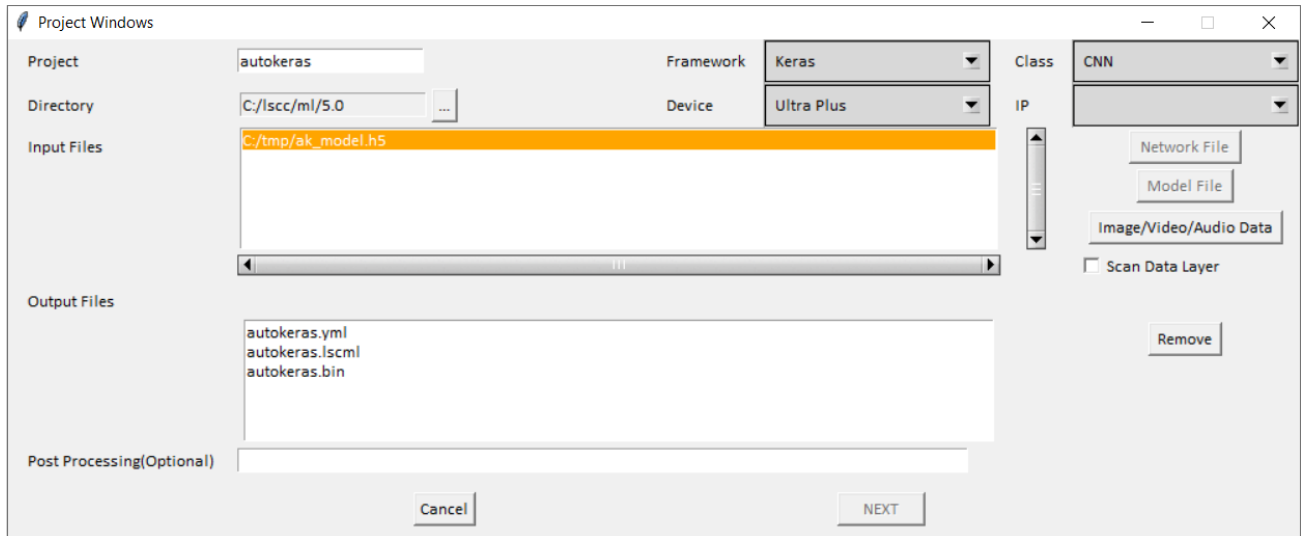 Project Windows
Project autokeras Framework Keras Class CNN
Directory C:/lscc/ml/5.0 ... Device Ultra Plus IP
Input Files C:/tmp/ak_model.h5 Network File
Model File
Image/Video/Audio Data
Scan Data Layer
Output Files
autokeras.yml Remove
autokeras.lscml
autokeras.bin
Post Processing(Optional)
Cancel NEXT